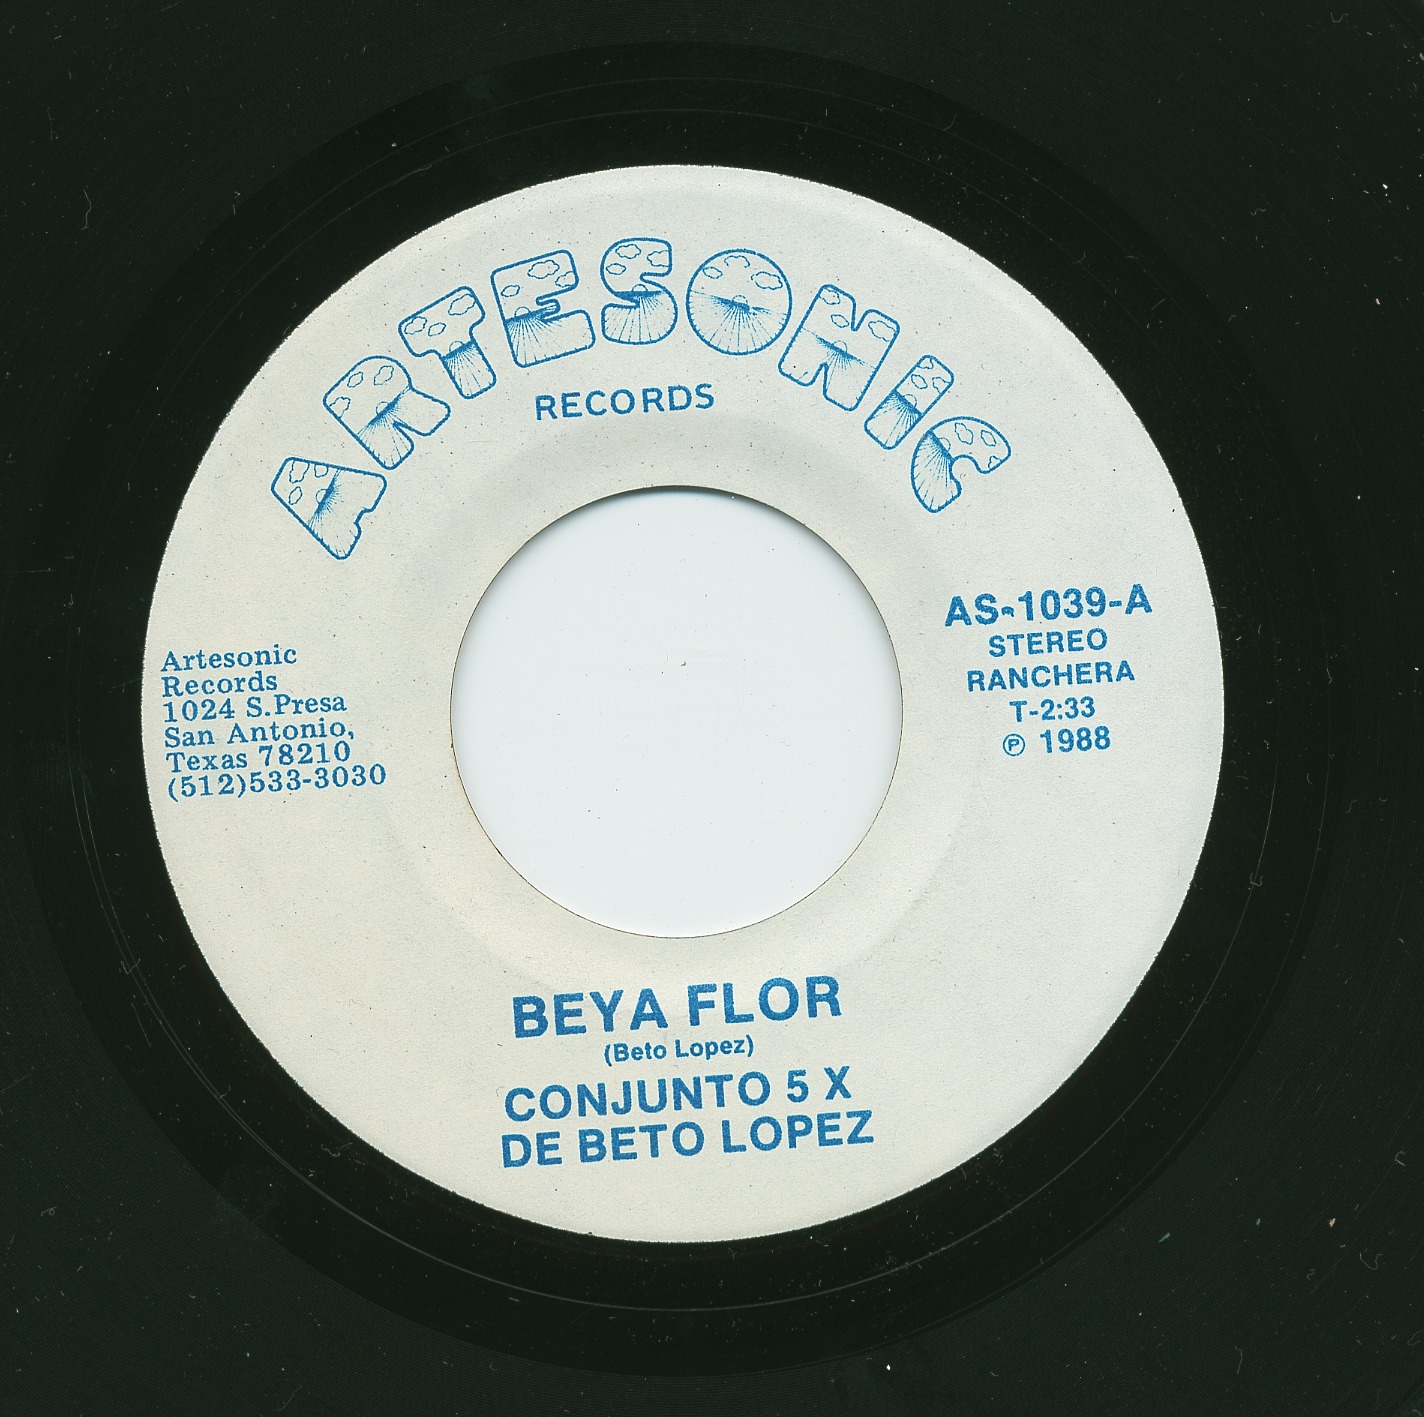 ARTESONIC
RECORDS
Artesonic
Records
1024 S.Presa
San Antonio,
Texas 78210
(512)533-3030
AS-1039-A
STEREO
RANCHERA
T-2:33
℗ 1988
BEYA FLOR
(Beto Lopez)
CONJUNTO 5 X
DE BETO LOPEZ